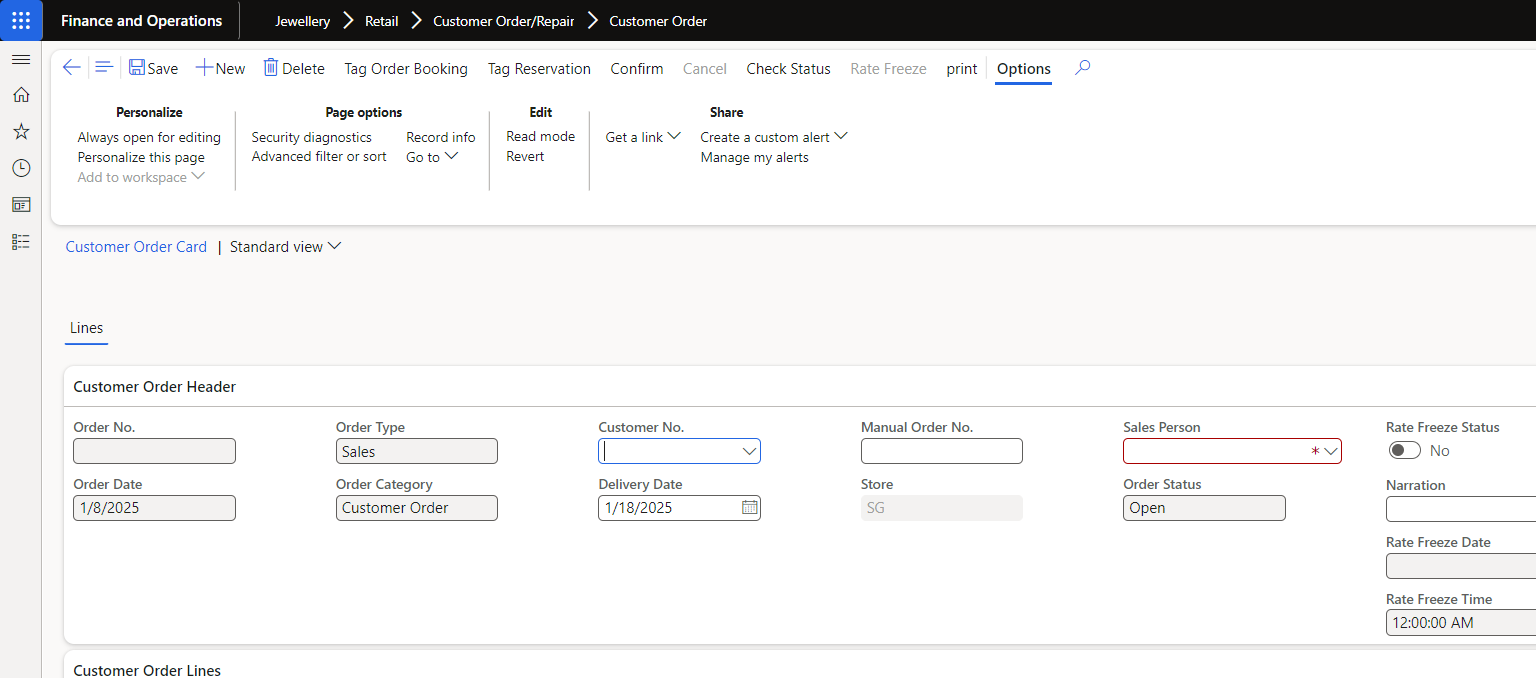 Finance and Operations Jewellery Retail Customer Order/Repair Customer Order
Save New Delete Tag Order Booking Tag Reservation Confirm Cancel Check Status Rate Freeze print Options
Personalize Page options Edit Share
Always open for editing Security diagnostics Record info Read mode Get a link Create a custom alert
Personalize this page Advanced filter or sort Go to Revert Manage my alerts
Add to workspace
Customer Order Card | Standard view
Lines
Customer Order Header
Order No. Order Type Customer No. Manual Order No. Sales Person Rate Freeze Status
Sales * No
Order Date Order Category Delivery Date Store Order Status Narration
1/8/2025 Customer Order 1/18/2025 SG Open
Rate Freeze Date
Rate Freeze Time
12:00:00 AM
Customer Order Lines